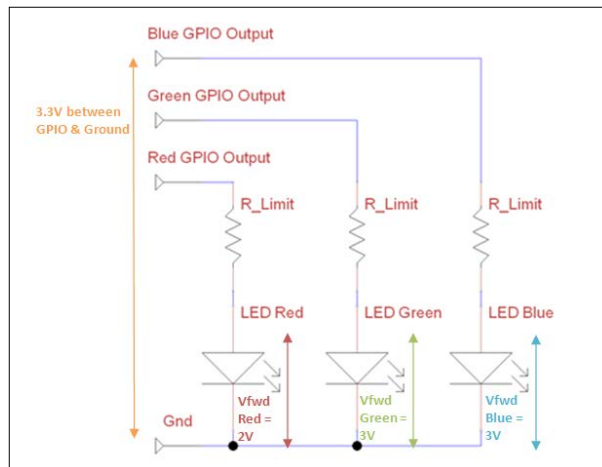 Blue GPIO Output
3.3V between
GPIO & Ground
Green GPIO Output
Red GPIO Output
R_Limit
R_Limit
R_Limit
LED Red
LED Green
LED Blue
Vfwd
Red =
2V
Vfwd
Green =
3V
Vfwd
Blue =
3V
Gnd